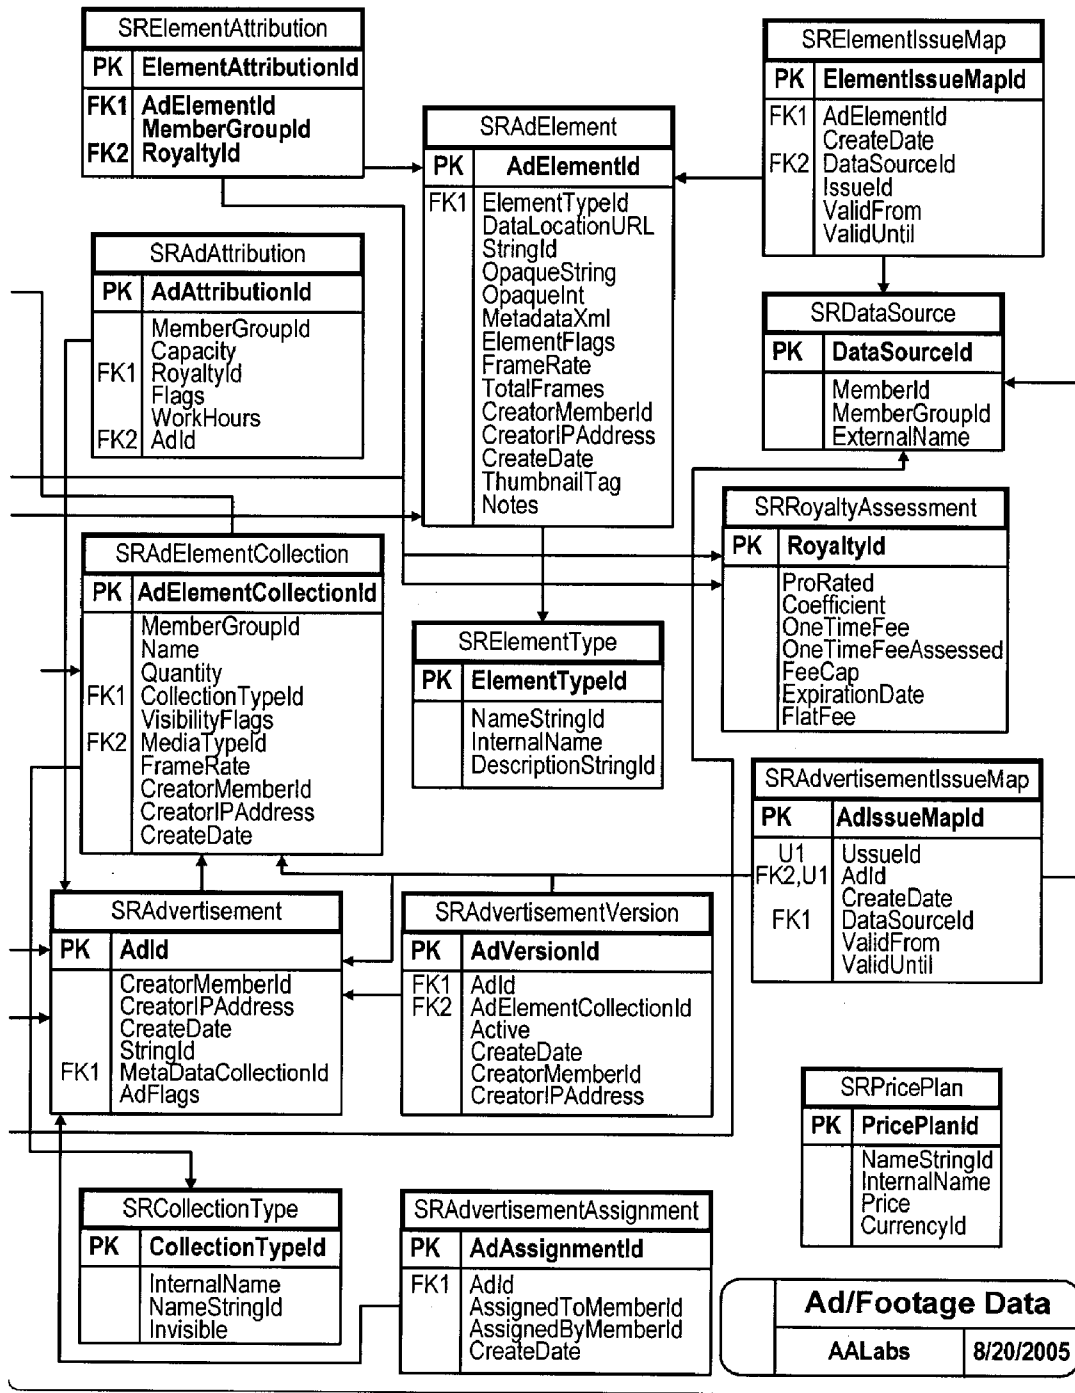 SRElementAttribution
PK ElementAttributionId
FK1 AdElementId
MemberGroupId
FK2 RoyaltyId
SRAdElement
PK AdElementId
FK1 ElementTypeId
DataLocationURL
StringId
OpaqueString
OpaqueInt
MetadataXml
ElementFlags
FrameRate
TotalFrames
CreatorMemberId
CreatorIPAddress
CreateDate
ThumbnailTag
Notes
SRElementIssueMap
PK ElementIssueMapId
FK1 AdElementId
CreateDate
FK2 DataSourceId
IssueId
ValidFrom
ValidUntil
SRAdAttribution
PK AdAttributionId
MemberGroupId
Capacity
FK1 RoyaltyId
Flags
WorkHours
FK2 AdId
SRDataSource
PK DataSourceId
MemberId
MemberGroupId
ExternalName
SRRoyaltyAssessment
PK RoyaltyId
ProRated
Coefficient
OneTimeFee
OneTimeFeeAssessed
FeeCap
ExpirationDate
FlatFee
SRAdElementCollection
PK AdElementCollectionId
MemberGroupId
Name
Quantity
FK1 CollectionTypeId
VisibilityFlags
FK2 MediaTypeId
FrameRate
CreatorMemberId
CreatorIPAddress
CreateDate
SRElementType
PK ElementTypeId
NameStringId
InternalName
DescriptionStringId
SRAdvertisementIssueMap
PK AdIssueMapId
U1 UssueId
FK2,U1 AdId
CreateDate
FK1 DataSourceId
ValidFrom
ValidUntil
SRAdvertisement
PK AdId
CreatorMemberId
CreatorIPAddress
CreateDate
StringId
FK1 MetaDataCollectionId
AdFlags
SRAdvertisementVersion
PK AdVersionId
FK1 AdId
FK2 AdElementCollectionId
Active
CreateDate
CreatorMemberId
CreatorIPAddress
SRPricePlan
PK PricePlanId
NameStringId
InternalName
Price
CurrencyId
SRCollectionType
PK CollectionTypeId
InternalName
NameStringId
Invisible
SRAdvertisementAssignment
PK AdAssignmentId
FK1 AdId
AssignedToMemberId
AssignedByMemberId
CreateDate
Ad/Footage Data
AALabs 8/20/2005